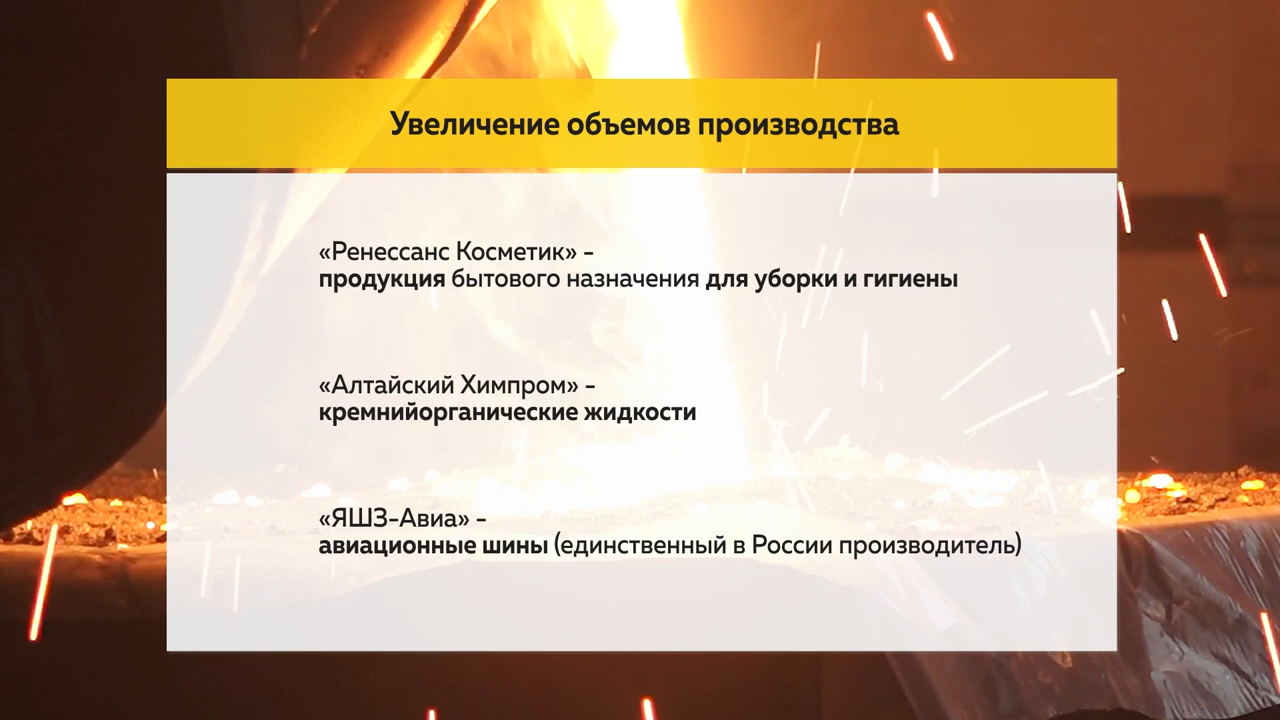 Увеличение объемов производства
«Ренессанс Косметик» -
продукция бытового назначения для уборки и гигиены
«Алтайский Химпром» -
кремнийорганические жидкости
«ЯШЗ-Авиа» -
авиационные шины (единственный в России производитель)